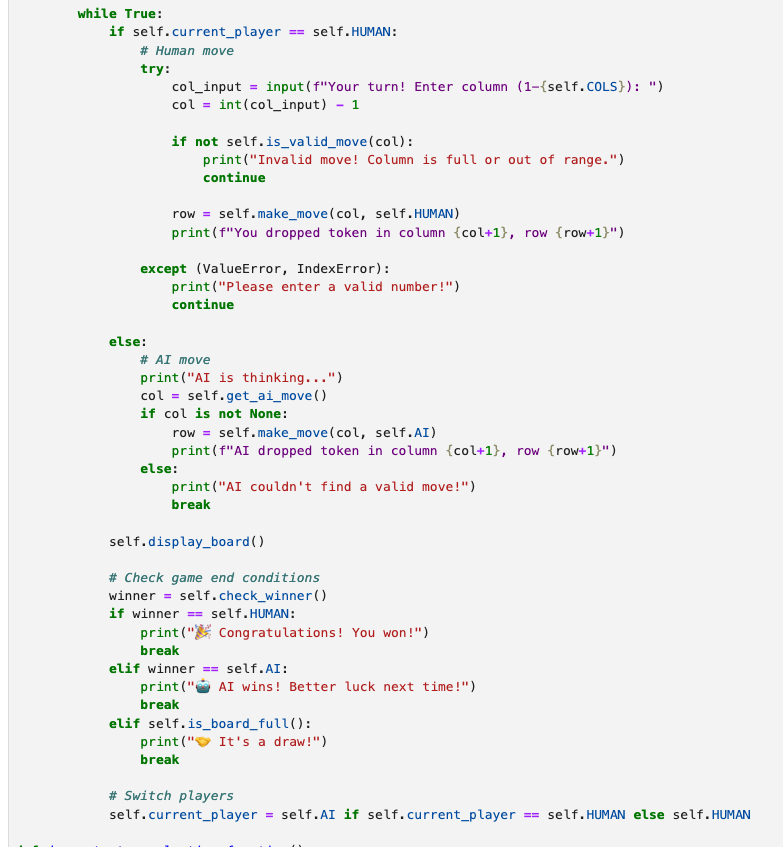 while True:
    if self.current_player == self.HUMAN:
        # Human move
        try:
            col_input = input(f"Your turn! Enter column (1-{self.COLS}): ")
            col = int(col_input) - 1

            if not self.is_valid_move(col):
                print("Invalid move! Column is full or out of range.")
                continue

            row = self.make_move(col, self.HUMAN)
            print(f"You dropped token in column {col+1}, row {row+1}")

        except (ValueError, IndexError):
            print("Please enter a valid number!")
            continue

    else:
        # AI move
        print("AI is thinking...")
        col = self.get_ai_move()
        if col is not None:
            row = self.make_move(col, self.AI)
            print(f"AI dropped token in column {col+1}, row {row+1}")
        else:
            print("AI couldn't find a valid move!")
            break

    self.display_board()

    # Check game end conditions
    winner = self.check_winner()
    if winner == self.HUMAN:
        print("🎉 Congratulations! You won!")
        break
    elif winner == self.AI:
        print("🤖 AI wins! Better luck next time!")
        break
    elif self.is_board_full():
        print("🤝 It's a draw!")
        break

    # Switch players
    self.current_player = self.AI if self.current_player == self.HUMAN else self.HUMAN